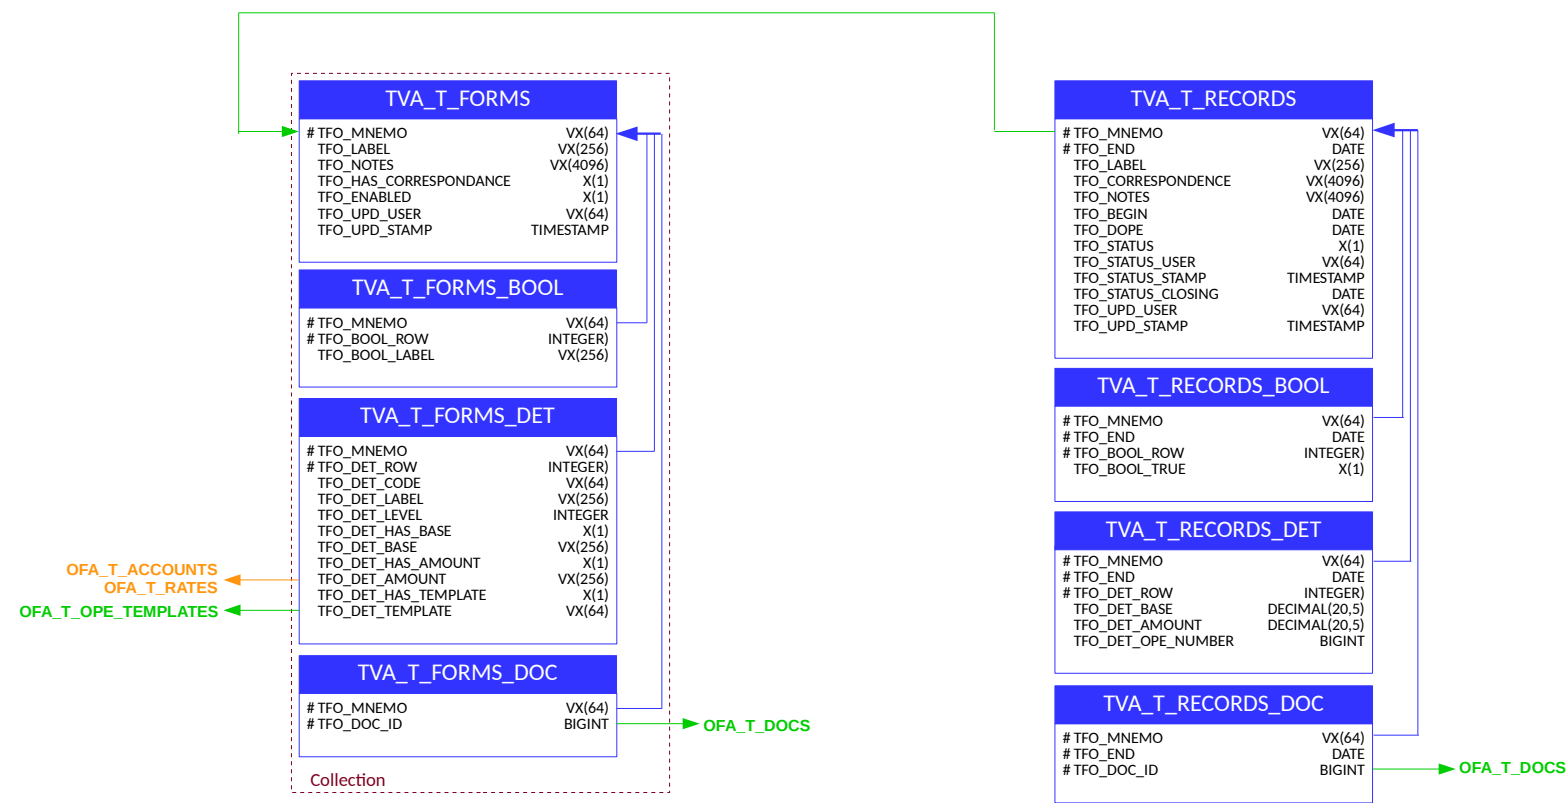 TVA_T_FORMS
# TFO_MNEMO VX(64)
TFO_LABEL VX(256)
TFO_NOTES VX(4096)
TFO_HAS_CORRESPONDANCE X(1)
TFO_ENABLED X(1)
TFO_UPD_USER VX(64)
TFO_UPD_STAMP TIMESTAMP
TVA_T_FORMS_BOOL
# TFO_MNEMO VX(64)
# TFO_BOOL_ROW INTEGER)
TFO_BOOL_LABEL VX(256)
TVA_T_FORMS_DET
# TFO_MNEMO VX(64)
# TFO_DET_ROW INTEGER)
TFO_DET_CODE VX(64)
TFO_DET_LABEL VX(256)
TFO_DET_LEVEL INTEGER
TFO_DET_HAS_BASE X(1)
TFO_DET_BASE VX(256)
TFO_DET_HAS_AMOUNT X(1)
TFO_DET_AMOUNT VX(256)
TFO_DET_HAS_TEMPLATE X(1)
TFO_DET_TEMPLATE VX(64)
OFA_T_ACCOUNTS
OFA_T_RATES
OFA_T_OPE_TEMPLATES
TVA_T_FORMS_DOC
# TFO_MNEMO VX(64)
# TFO_DOC_ID BIGINT
OFA_T_DOCS
Collection
TVA_T_RECORDS
# TFO_MNEMO VX(64)
# TFO_END DATE
TFO_LABEL VX(256)
TFO_CORRESPONDENCE VX(4096)
TFO_NOTES VX(4096)
TFO_BEGIN DATE
TFO_DOPE DATE
TFO_STATUS X(1)
TFO_STATUS_USER VX(64)
TFO_STATUS_STAMP TIMESTAMP
TFO_STATUS_CLOSING DATE
TFO_UPD_USER VX(64)
TFO_UPD_STAMP TIMESTAMP
TVA_T_RECORDS_BOOL
# TFO_MNEMO VX(64)
# TFO_END DATE
# TFO_BOOL_ROW INTEGER)
TFO_BOOL_TRUE X(1)
TVA_T_RECORDS_DET
# TFO_MNEMO VX(64)
# TFO_END DATE
# TFO_DET_ROW INTEGER)
TFO_DET_BASE DECIMAL(20,5)
TFO_DET_AMOUNT DECIMAL(20,5)
TFO_DET_OPE_NUMBER BIGINT
TVA_T_RECORDS_DOC
# TFO_MNEMO VX(64)
# TFO_END DATE
# TFO_DOC_ID BIGINT
OFA_T_DOCS